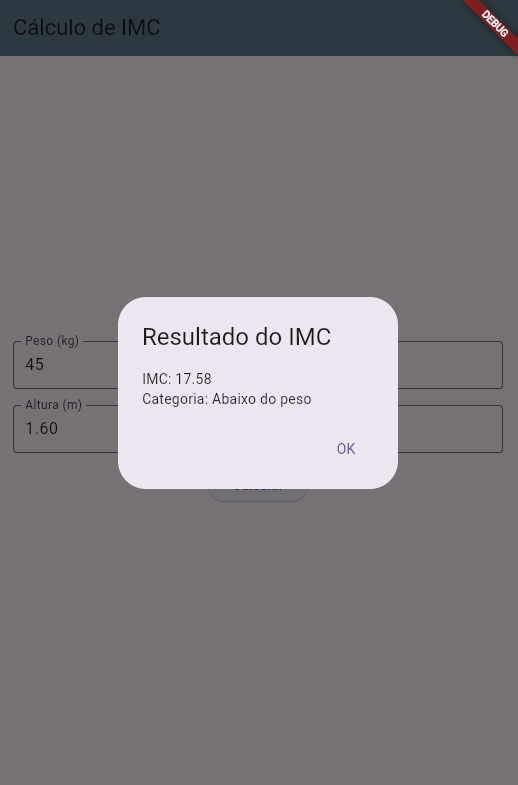 Cálculo de IMC
DEBUG
Peso (kg)
45
Altura (m)
1.60
Resultado do IMC
IMC: 17.58
Categoria: Abaixo do peso
OK